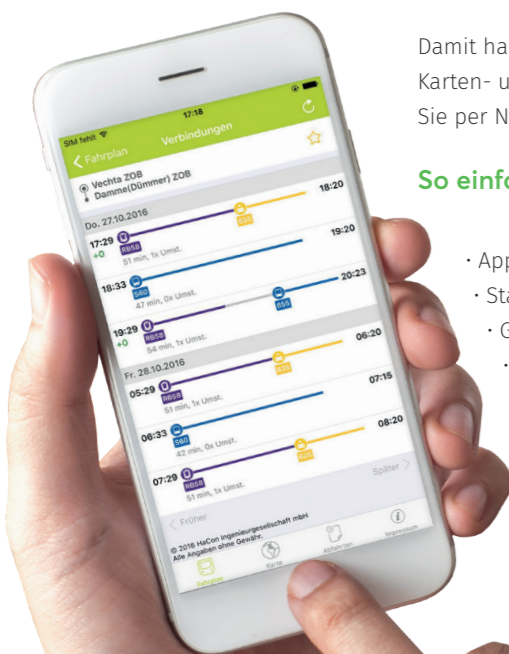 Damit ha
Karten- u
Sie per N
So einfo
· App
· Sta
· G
·
SIM fehlt 17:18
Fahrplan Verbindungen
Vechta ZOB
Damme(Dümmer) ZOB
Do. 27.10.2016
17:29 18:20
+0 RB58 635
51 min, 1x Umst.
18:33 19:20
S60
47 min, 0x Umst.
19:29 20:23
+0 RB58 655
54 min, 1x Umst.
Fr. 28.10.2016
05:29 06:20
RB58 635
51 min, 1x Umst.
06:33 07:15
S60
42 min, 0x Umst.
07:29 08:20
RB58 635
51 min, 1x Umst.
Früher Später
© 2016 HaCon Ingenieurgesellschaft mbH
Alle Angaben ohne Gewähr.
Fahrplan Karte Abfahrten Impressum